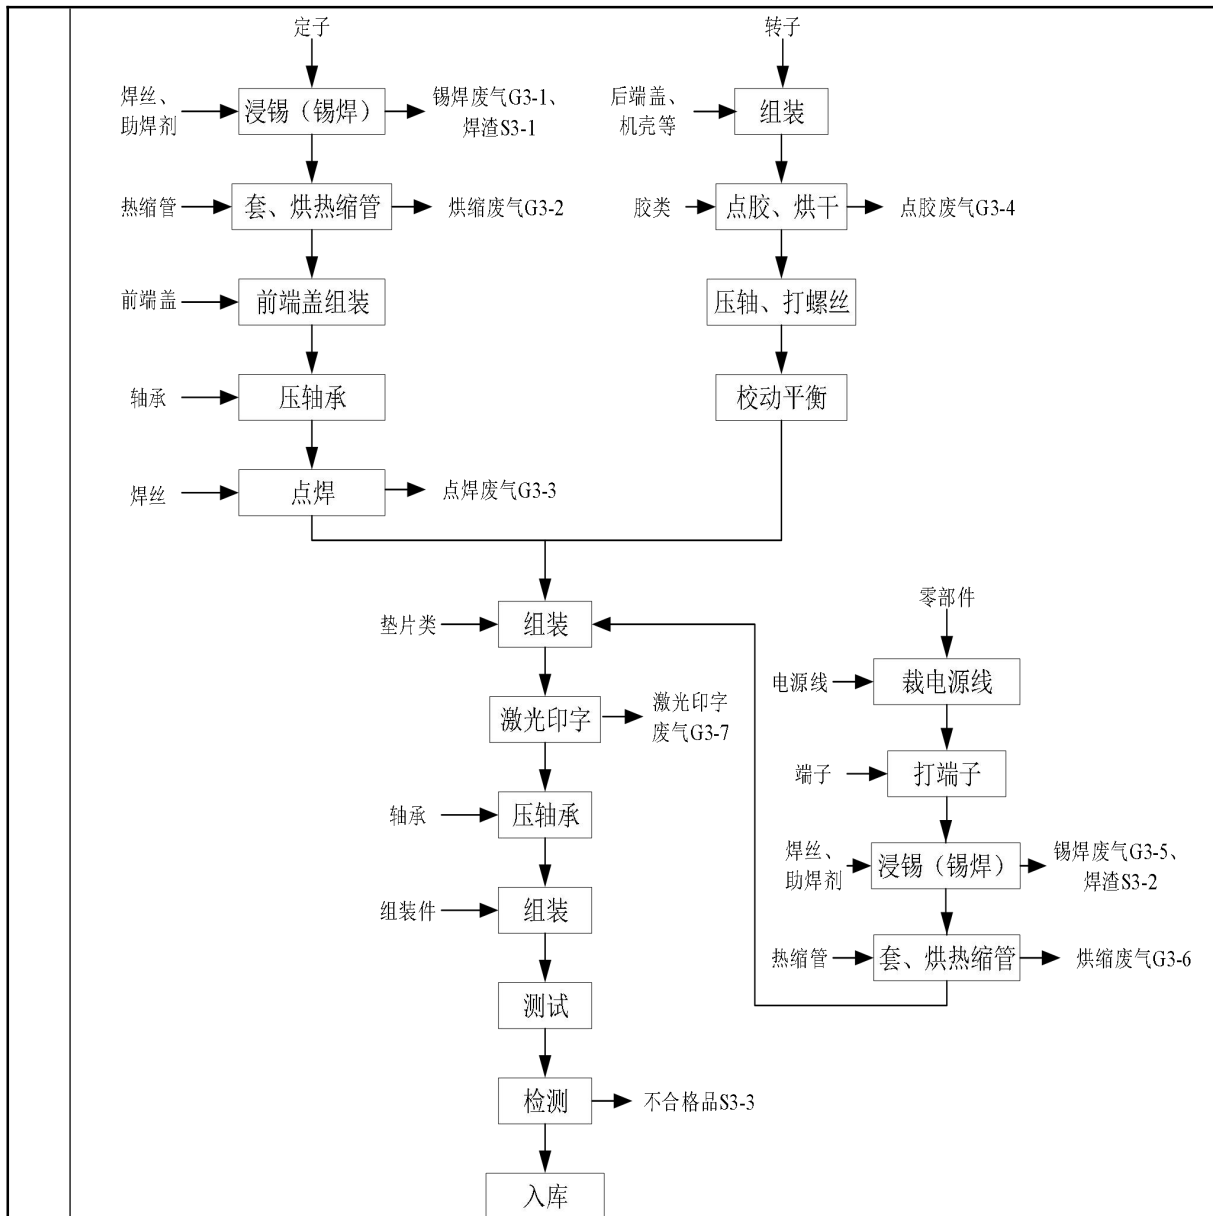 定子
焊丝、
助焊剂
浸锡（锡焊）
锡焊废气G3-1、
焊渣S3-1
热缩管
套、烘热缩管
烘缩废气G3-2
前端盖
前端盖组装
轴承
压轴承
焊丝
点焊
点焊废气G3-3
转子
后端盖、
机壳等
组装
胶类
点胶、烘干
点胶废气G3-4
压轴、打螺丝
校动平衡
垫片类
组装
激光印字
激光印字
废气G3-7
轴承
压轴承
组装件
组装
测试
检测
不合格品S3-3
入库
零部件
电源线
裁电源线
端子
打端子
焊丝、
助焊剂
浸锡（锡焊）
锡焊废气G3-5、
焊渣S3-2
热缩管
套、烘热缩管
烘缩废气G3-6